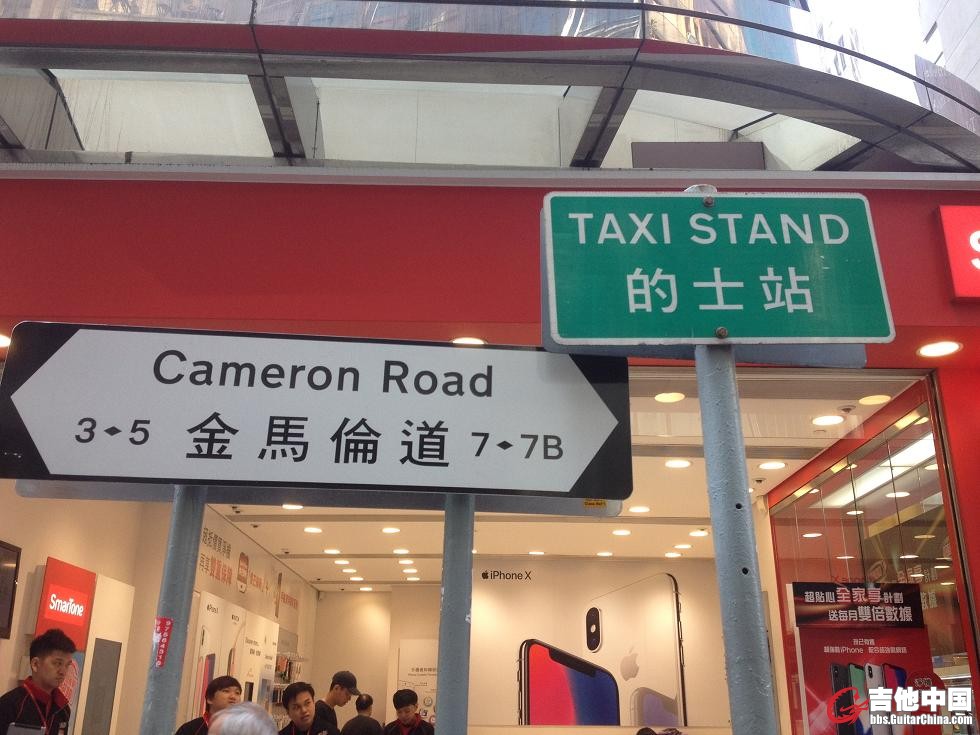 TAXI STAND
的士站
Cameron Road
3 5 金馬倫道 7 7B
iPhone X
SmarTone
超貼心全家享計劃
送每月雙倍數據
吉他中国
bbs.GuitarChina.com